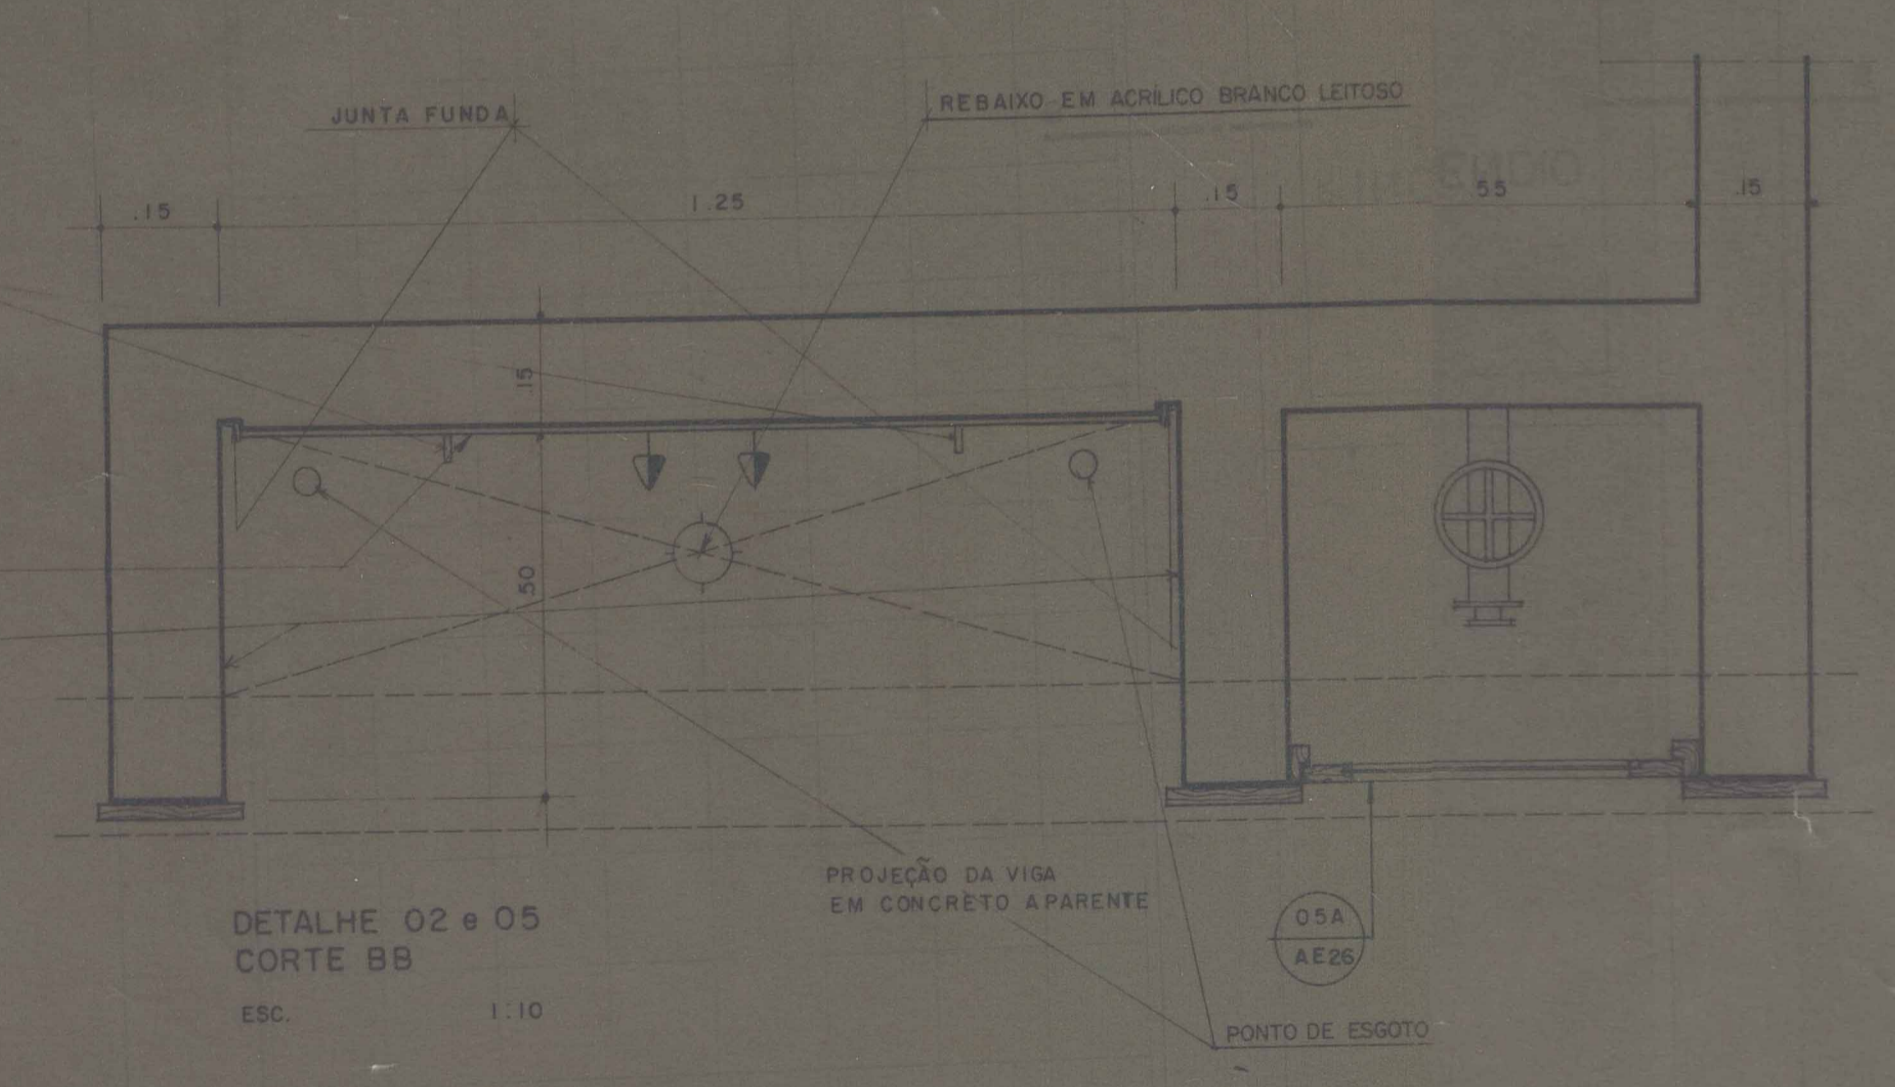 JUNTA FUNDA
REBAIXO EM ACRÍLICO BRANCO LEITOSO
.15
1.25
.15
55
.15
.15
.50
PROJEÇÃO DA VIGA
EM CONCRETO APARENTE
DETALHE 02 e 05
CORTE BB
ESC. 1:10
05A
AE26
PONTO DE ESGOTO